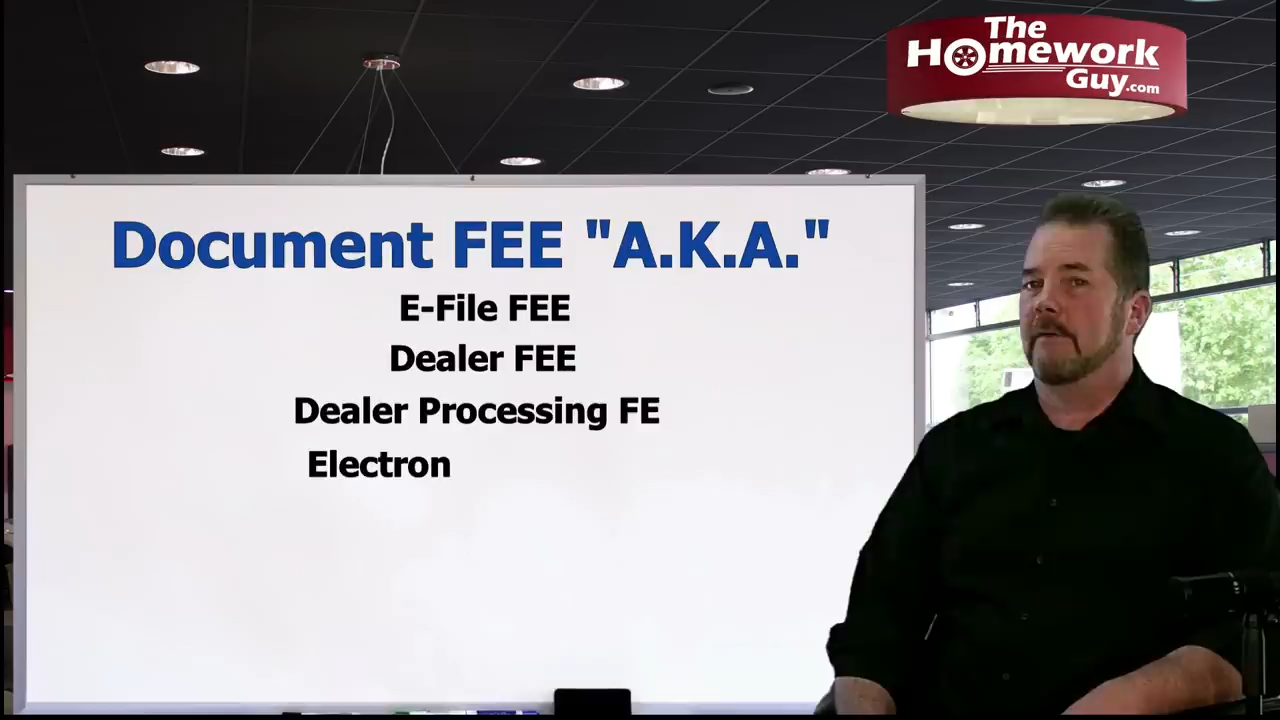 The
Homework
Guy.com
Document FEE "A.K.A."
E-File FEE
Dealer FEE
Dealer Processing FE
Electron